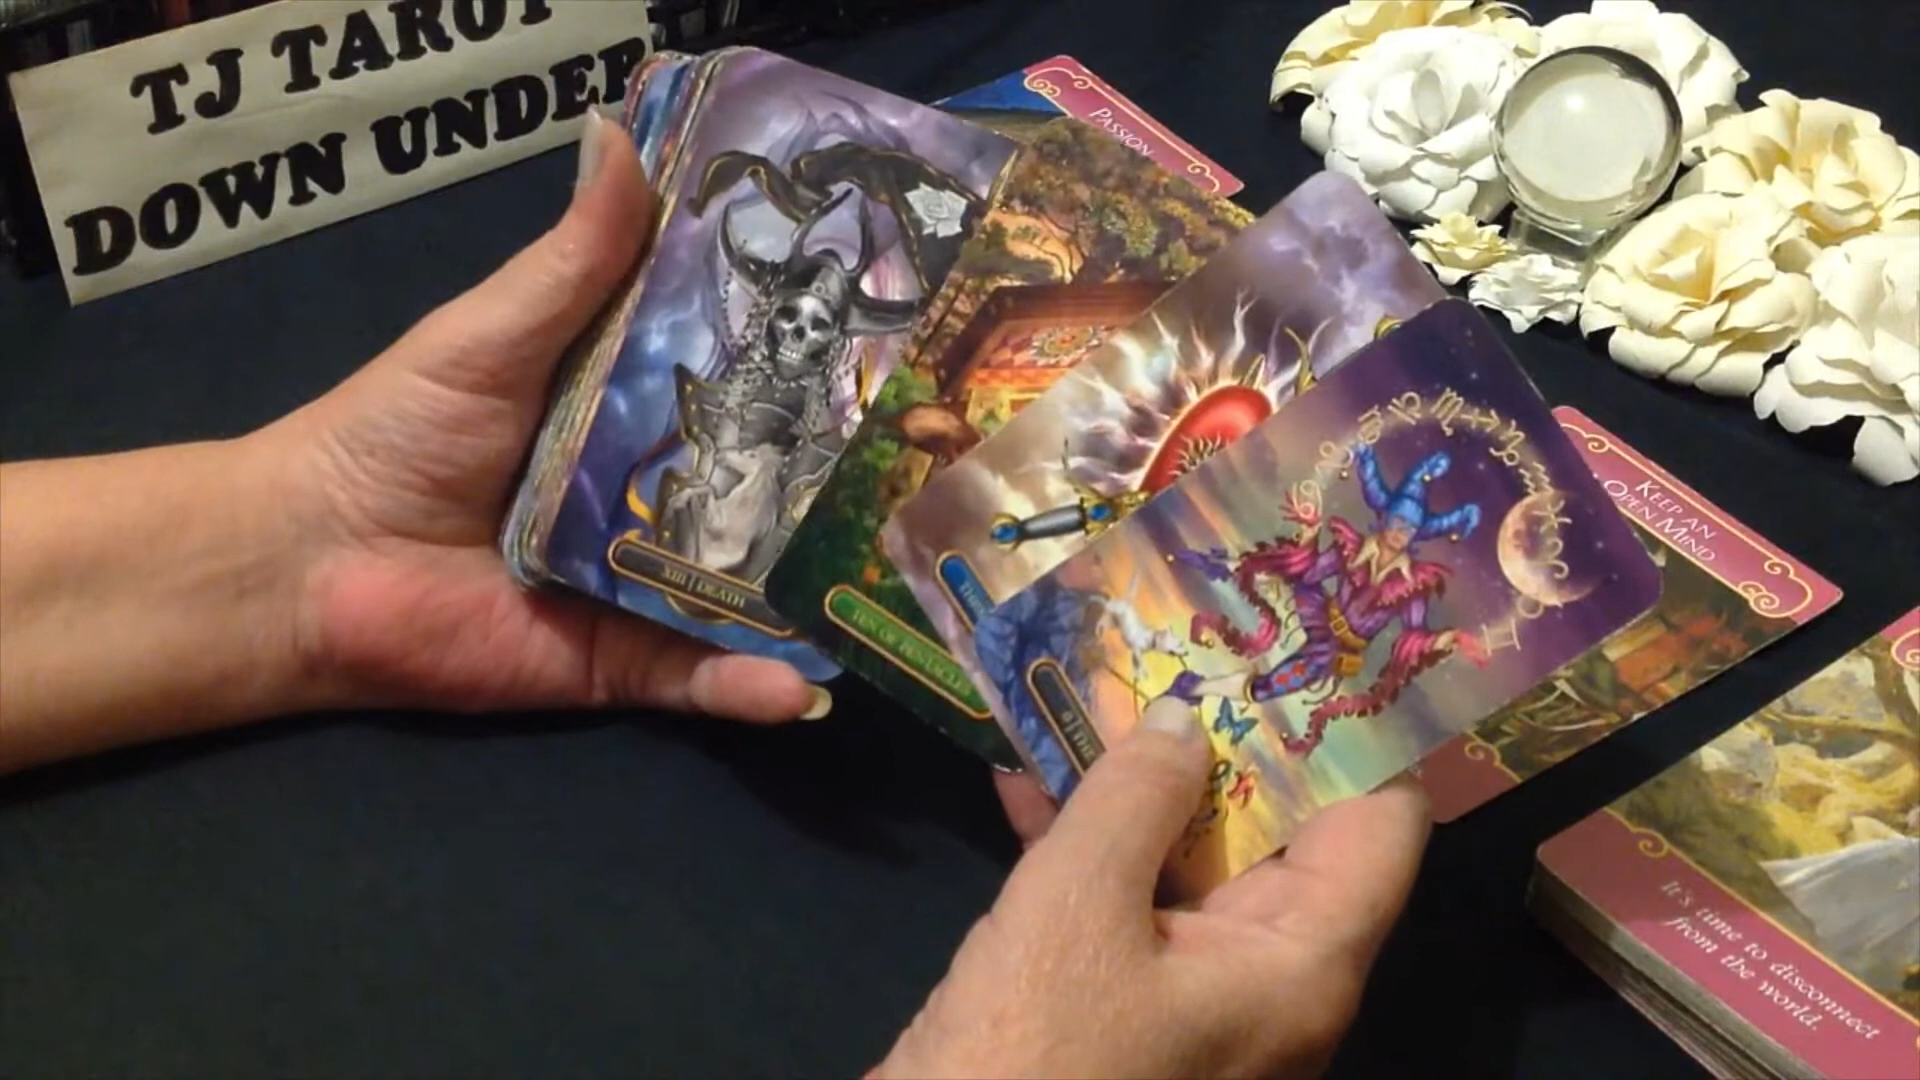 TJ TAROT
DOWN UNDER
PASSION
XIII | DEATH
TEN OF PENTACLES
KEEP AN
OPEN MIND
It's time to disconnect
from the world.